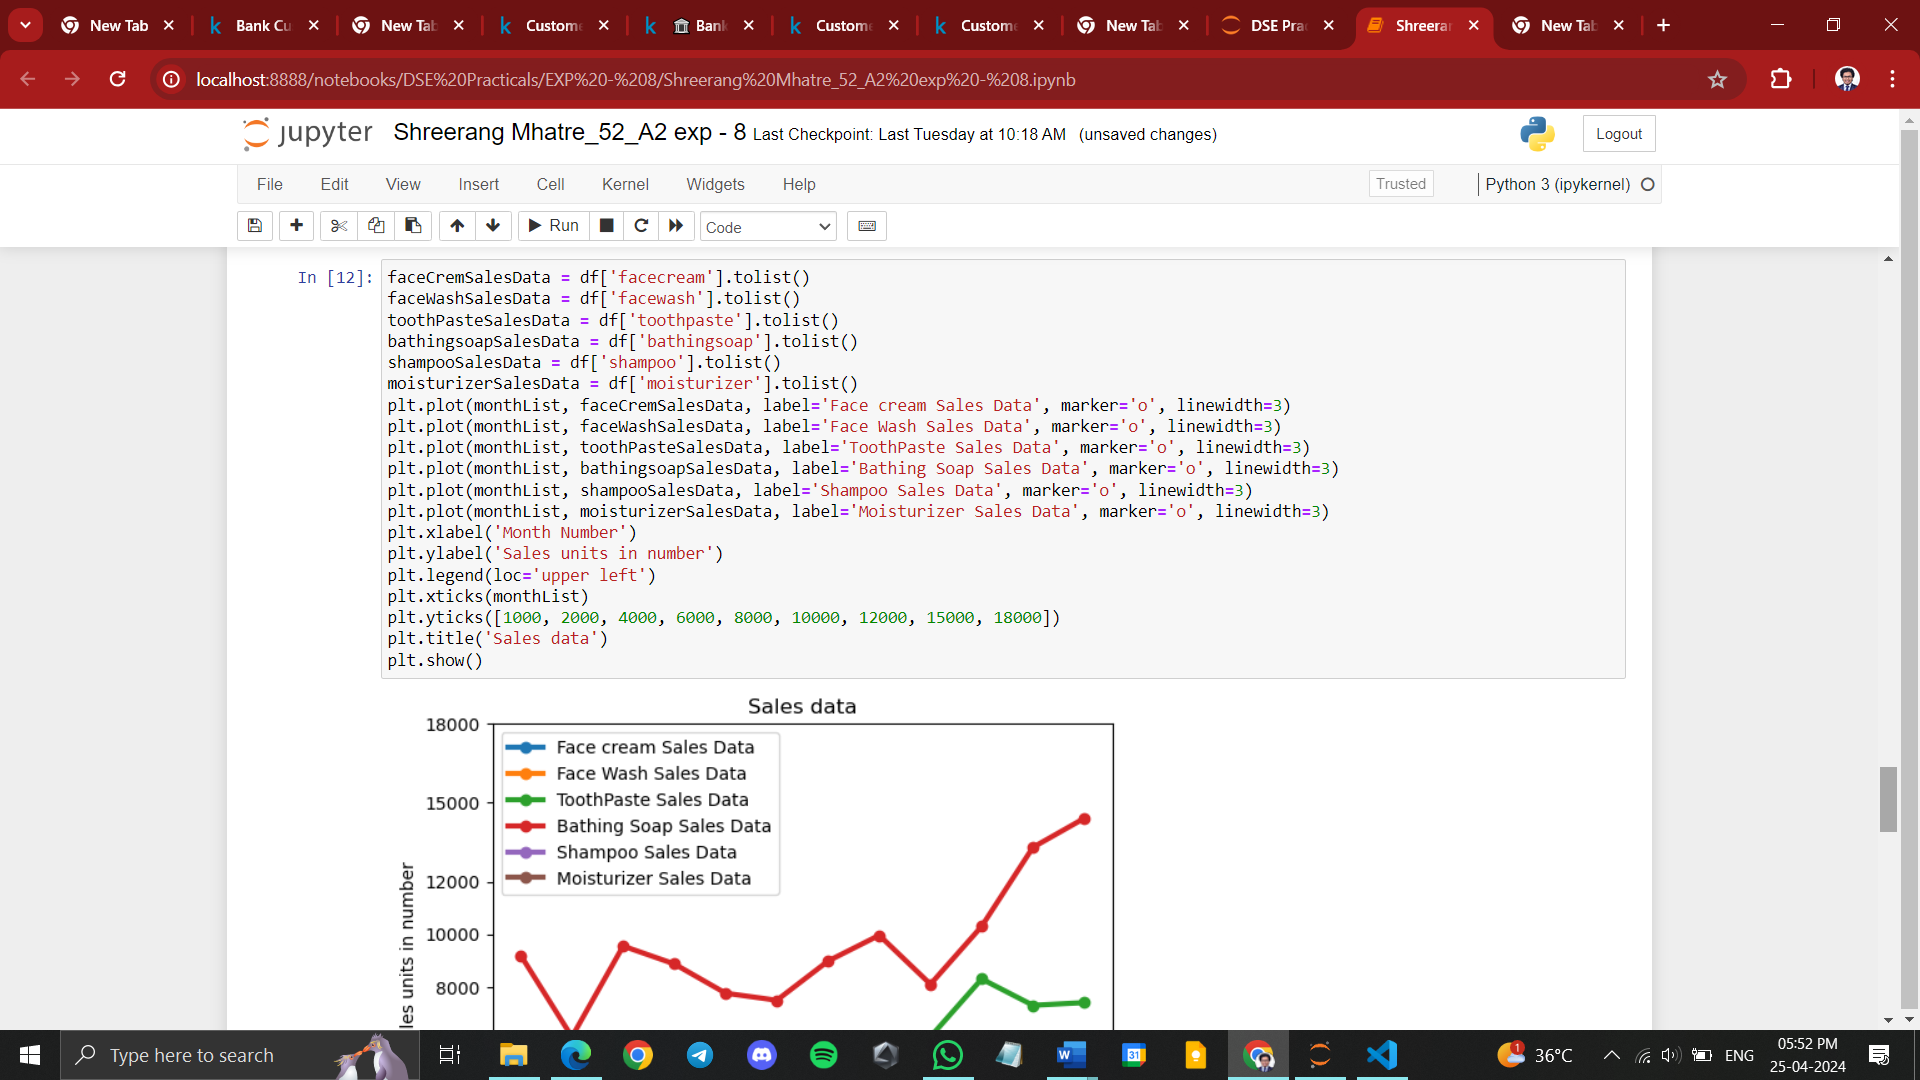 New Tab
Bank Cu
New Tab
Custome
Bank
Custome
Custome
New Tab
DSE Prac
Shreeran
New Tab
localhost:8888/notebooks/DSE%20Practicals/EXP%20-%208/Shreerang%20Mhatre_52_A2%20exp%20-%208.ipynb
jupyter Shreerang Mhatre_52_A2 exp - 8 Last Checkpoint: Last Tuesday at 10:18 AM (unsaved changes) Logout
File Edit View Insert Cell Kernel Widgets Help Trusted Python 3 (ipykernel)
Run Code
In [12]: faceCremSalesData = df['facecream'].tolist()
faceWashSalesData = df['facewash'].tolist()
toothPasteSalesData = df['toothpaste'].tolist()
bathingsoapSalesData = df['bathingsoap'].tolist()
shampooSalesData = df['shampoo'].tolist()
moisturizerSalesData = df['moisturizer'].tolist()
plt.plot(monthList, faceCremSalesData, label='Face cream Sales Data', marker='o', linewidth=3)
plt.plot(monthList, faceWashSalesData, label='Face Wash Sales Data', marker='o', linewidth=3)
plt.plot(monthList, toothPasteSalesData, label='ToothPaste Sales Data', marker='o', linewidth=3)
plt.plot(monthList, bathingsoapSalesData, label='Bathing Soap Sales Data', marker='o', linewidth=3)
plt.plot(monthList, shampooSalesData, label='Shampoo Sales Data', marker='o', linewidth=3)
plt.plot(monthList, moisturizerSalesData, label='Moisturizer Sales Data', marker='o', linewidth=3)
plt.xlabel('Month Number')
plt.ylabel('Sales units in number')
plt.legend(loc='upper left')
plt.xticks(monthList)
plt.yticks([1000, 2000, 4000, 6000, 8000, 10000, 12000, 15000, 18000])
plt.title('Sales data')
plt.show()
Sales data
18000
Face cream Sales Data
Face Wash Sales Data
ToothPaste Sales Data
15000
Bathing Soap Sales Data
Shampoo Sales Data
Moisturizer Sales Data
12000
10000
8000
les units in number
Type here to search
1
36°C
ENG
05:52 PM
25-04-2024